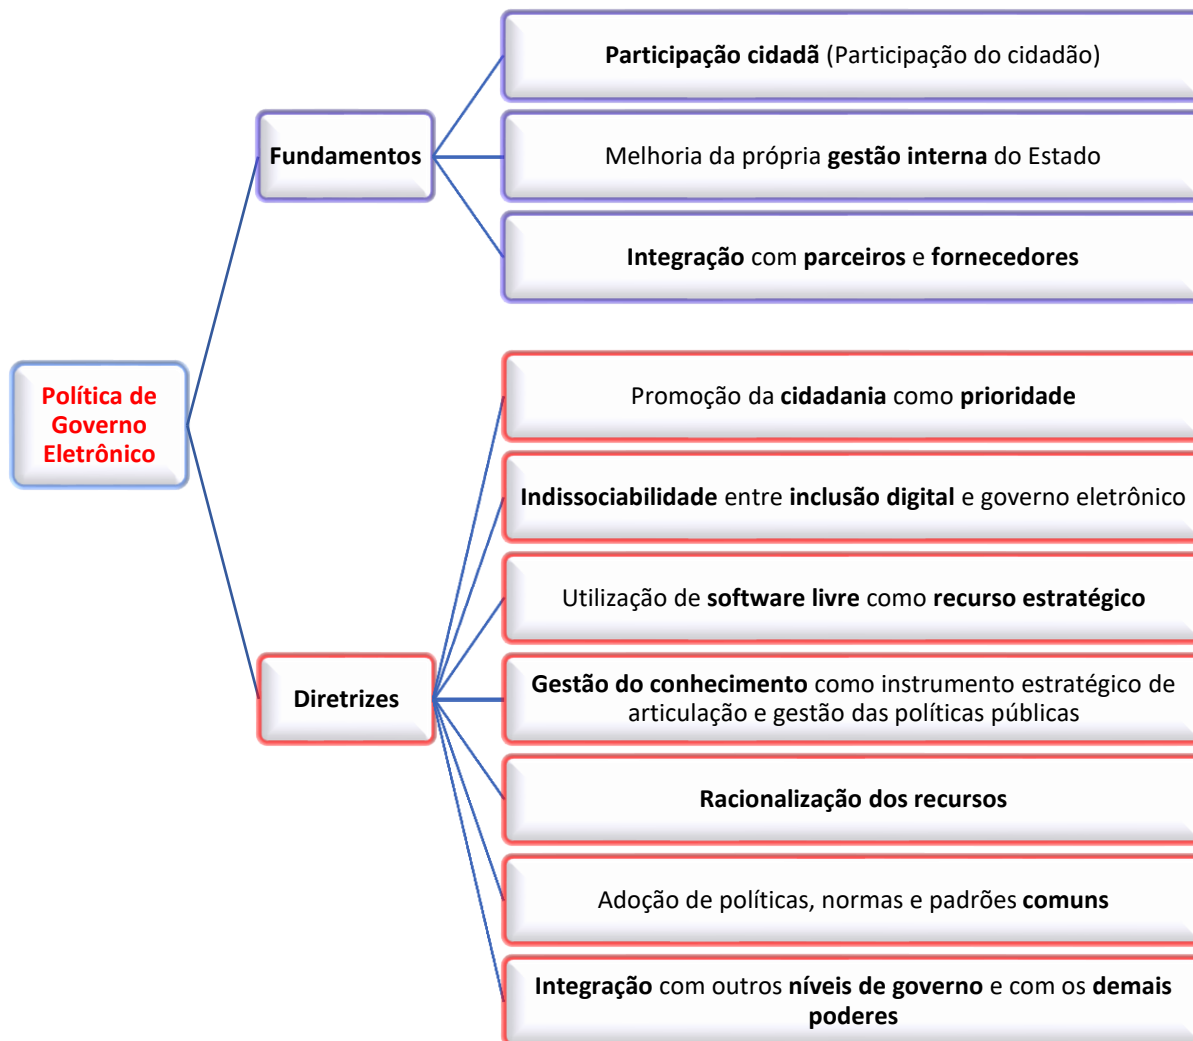 Política de
Governo
Eletrônico
Fundamentos
Participação cidadã (Participação do cidadão)
Melhoria da própria gestão interna do Estado
Integração com parceiros e fornecedores
Diretrizes
Promoção da cidadania como prioridade
Indissociabilidade entre inclusão digital e governo eletrônico
Utilização de software livre como recurso estratégico
Gestão do conhecimento como instrumento estratégico de
articulação e gestão das políticas públicas
Racionalização dos recursos
Adoção de políticas, normas e padrões comuns
Integração com outros níveis de governo e com os demais
poderes